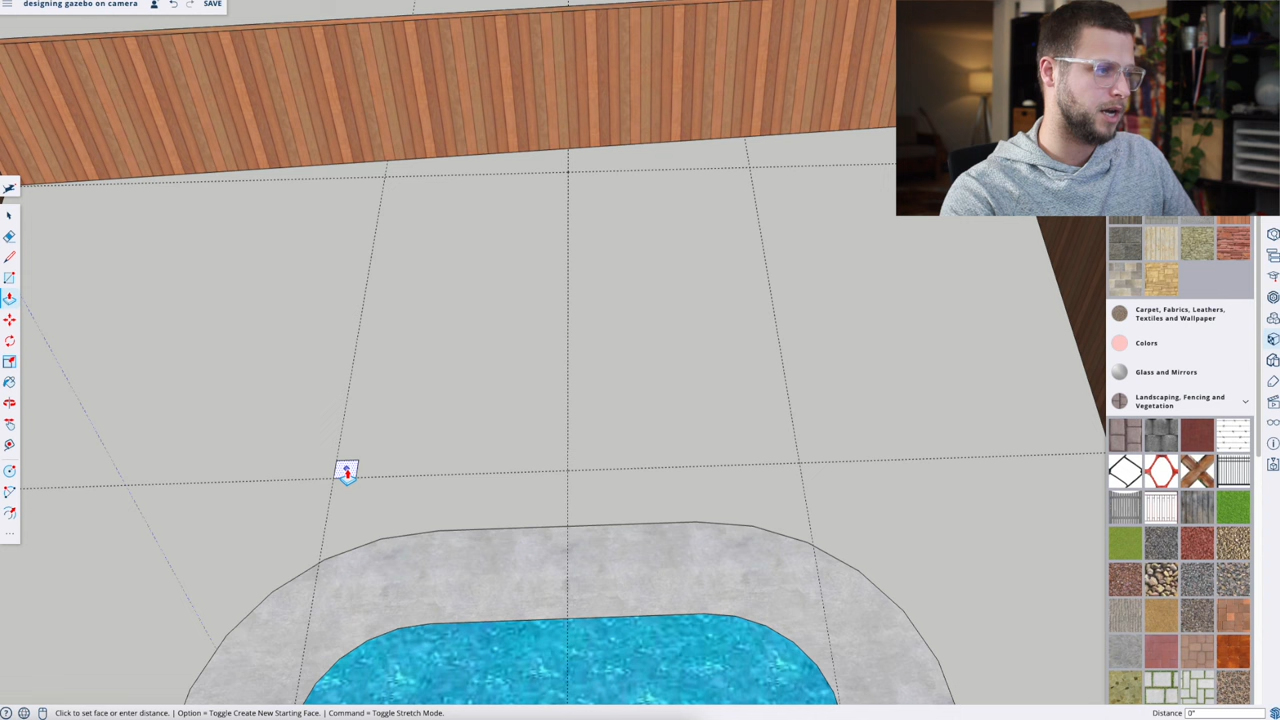 designing gazebo on camera
SAVE
Carpet, Fabrics, Leathers,
Textiles and Wallpaper
Colors
Glass and Mirrors
Landscaping, Fencing and
Vegetation
Click to set face or enter distance. | Option = Toggle Create New Starting Face. | Command = Toggle Stretch Mode.
Distance 0"